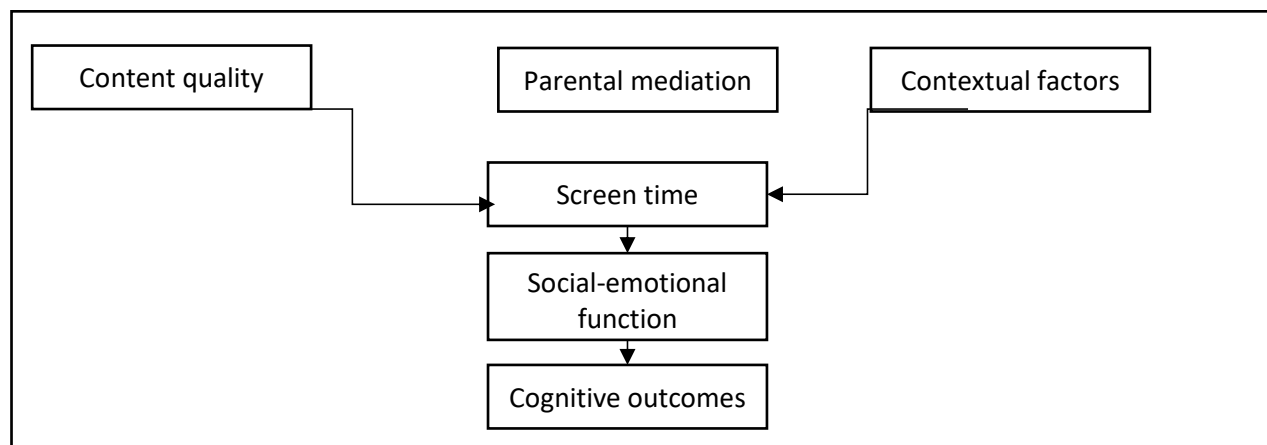 Content quality
Parental mediation
Contextual factors
Screen time
Social-emotional
function
Cognitive outcomes